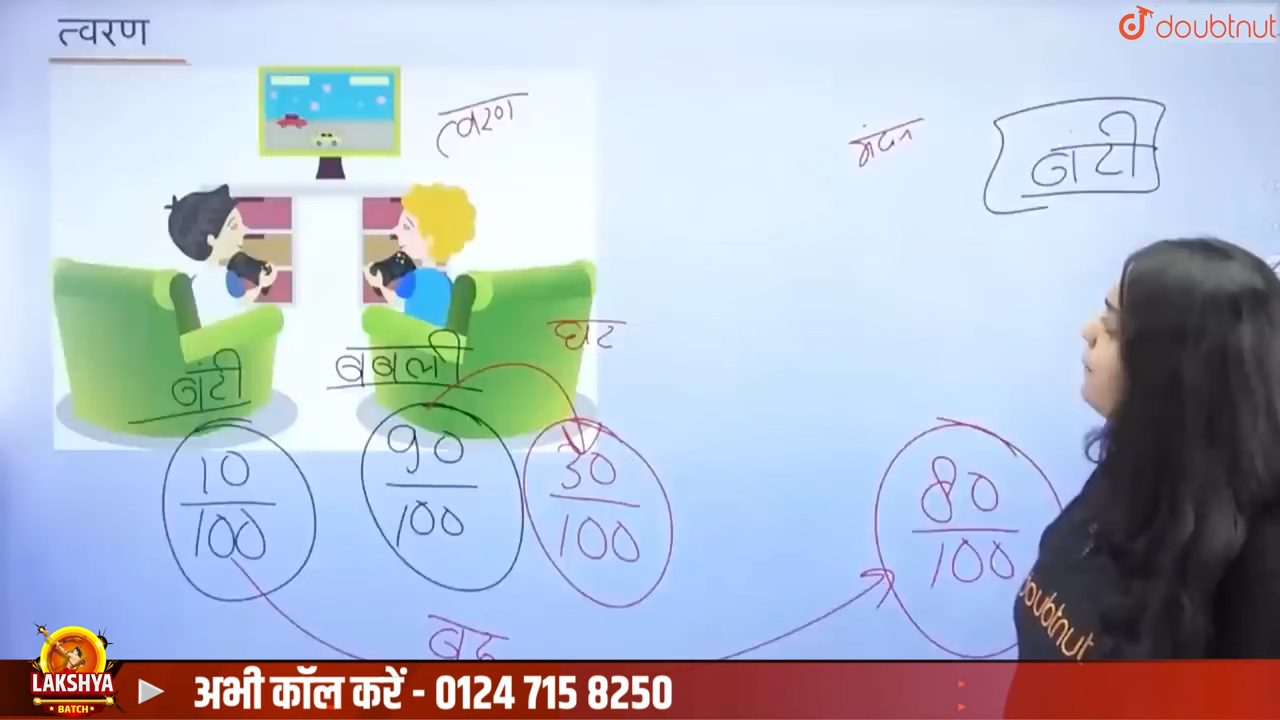 त्वरण
doubtnut
त्वरण
मंदन
बंटी
घट
बंटी
बबली
10
100
90
100
30
100
80
100
बढ
doubtnut
LAKSHYA
BATCH
अभी कॉल करें - 0124 715 8250